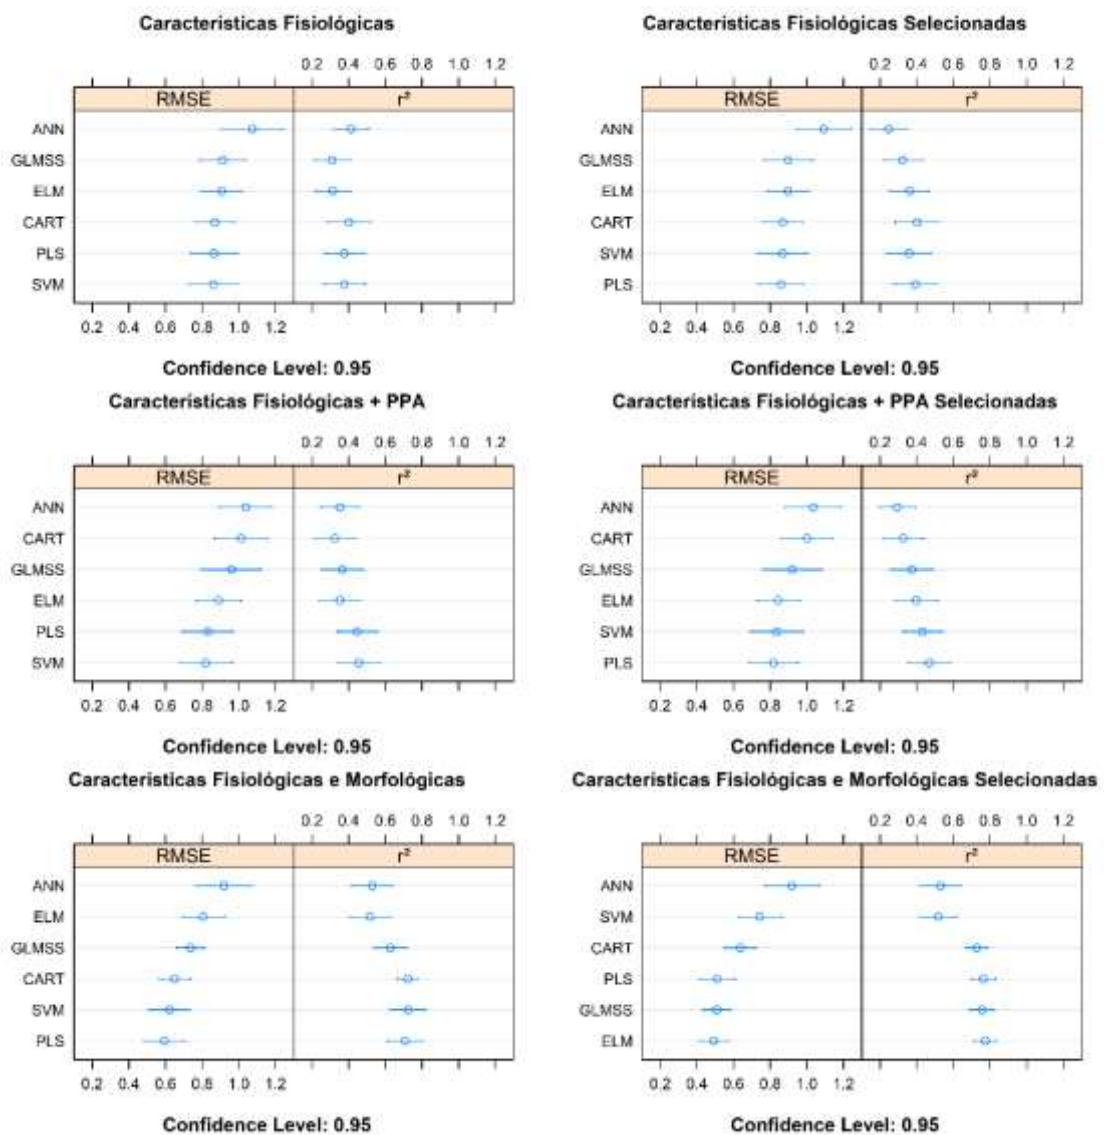 Características Fisiológicas
0.2 0.4 0.6 0.8 1.0 1.2
RMSE r²
ANN
GLMSS
ELM
CART
PLS
SVM
0.2 0.4 0.6 0.8 1.0 1.2
Confidence Level: 0.95
Características Fisiológicas Selecionadas
0.2 0.4 0.6 0.8 1.0 1.2
RMSE r²
ANN
GLMSS
ELM
CART
SVM
PLS
0.2 0.4 0.6 0.8 1.0 1.2
Confidence Level: 0.95
Características Fisiológicas + PPA
0.2 0.4 0.6 0.8 1.0 1.2
RMSE r²
ANN
CART
GLMSS
ELM
PLS
SVM
0.2 0.4 0.6 0.8 1.0 1.2
Confidence Level: 0.95
Características Fisiológicas + PPA Selecionadas
0.2 0.4 0.6 0.8 1.0 1.2
RMSE r²
ANN
CART
GLMSS
ELM
SVM
PLS
0.2 0.4 0.6 0.8 1.0 1.2
Confidence Level: 0.95
Características Fisiológicas e Morfológicas
0.2 0.4 0.6 0.8 1.0 1.2
RMSE r²
ANN
ELM
GLMSS
CART
SVM
PLS
0.2 0.4 0.6 0.8 1.0 1.2
Confidence Level: 0.95
Características Fisiológicas e Morfológicas Selecionadas
0.2 0.4 0.6 0.8 1.0 1.2
RMSE r²
ANN
SVM
CART
PLS
GLMSS
ELM
0.2 0.4 0.6 0.8 1.0 1.2
Confidence Level: 0.95